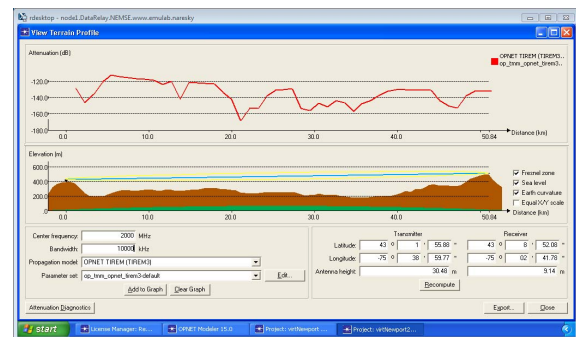 rdesktop - node1.DataRelay.NEMSE.www.emulab.naresky
View Terrain Profile
Attenuation (dB)
OPNET TIREM (TIREM3...
op_tmm_opnet_tirem3...
-120.0
-140.0
-160.0
-180.0
0.0 10.0 20.0 30.0 40.0 50.84
Distance (km)
Elevation (m)
600.0
400.0
200.0
0.0
0.0 10.0 20.0 30.0 40.0 50.84
Fresnel zone
Sea level
Earth curvature
Equal X/Y scale
Distance (km)
Center frequency: 2000 MHz
Bandwidth: 10000 kHz
Propagation model: OPNET TIREM (TIREM3)
Parameter set: op_tmm_opnet_tirem3-default
Edit...
Add to Graph Clear Graph
Transmitter Receiver
Latitude: 43 º 1 ' 55.88 " 43 º 8 ' 52.08 "
Longitude: -75 º 38 ' 59.77 " -75 º 02 ' 41.78 "
Antenna height: 30.48 m 9.14 m
Recompute
Attenuation Diagnostics
Export... Close
start
License Manager: Re...
OPNET Modeler 15.0
Project: virtNewport ...
Project: virtNewport2...